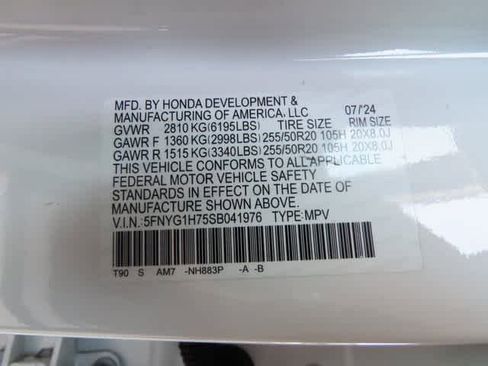 MFD. BY HONDA DEVELOPMENT &
MANUFACTURING OF AMERICA, LLC 07/'24
GVWR 2810 KG(6195LBS) TIRE SIZE RIM SIZE
GAWR F 1360 KG(2998LBS) 255/50R20 105H 20X8.0J
GAWR R 1515 KG(3340LBS) 255/50R20 105H 20X8.0J
THIS VEHICLE CONFORMS TO ALL APPLICABLE
FEDERAL MOTOR VEHICLE SAFETY
STANDARDS IN EFFECT ON THE DATE OF
MANUFACTURE SHOWN ABOVE.
V.I.N.:5FNYG1H75SB041976 TYPE:MPV
T90 S AM7 -NH883P -A -B